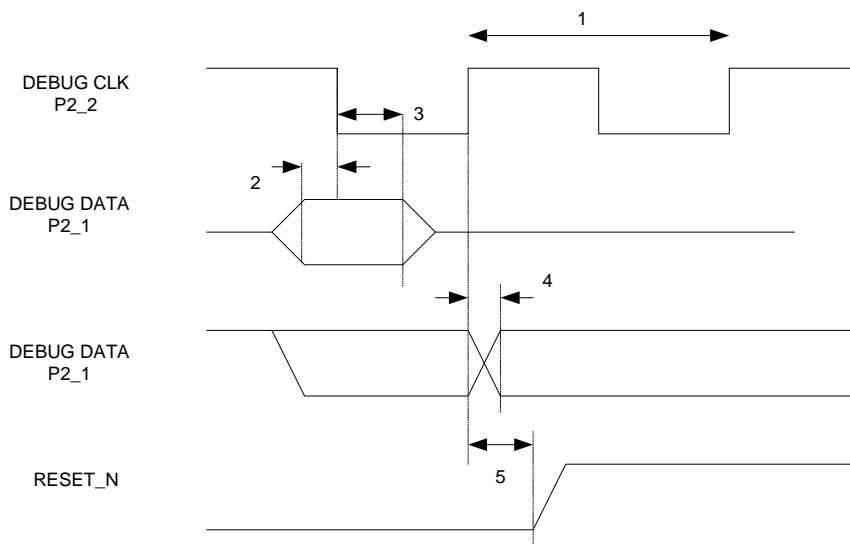 1
DEBUG CLK
P2_2
3
2
DEBUG DATA
P2_1
4
DEBUG DATA
P2_1
5
RESET_N